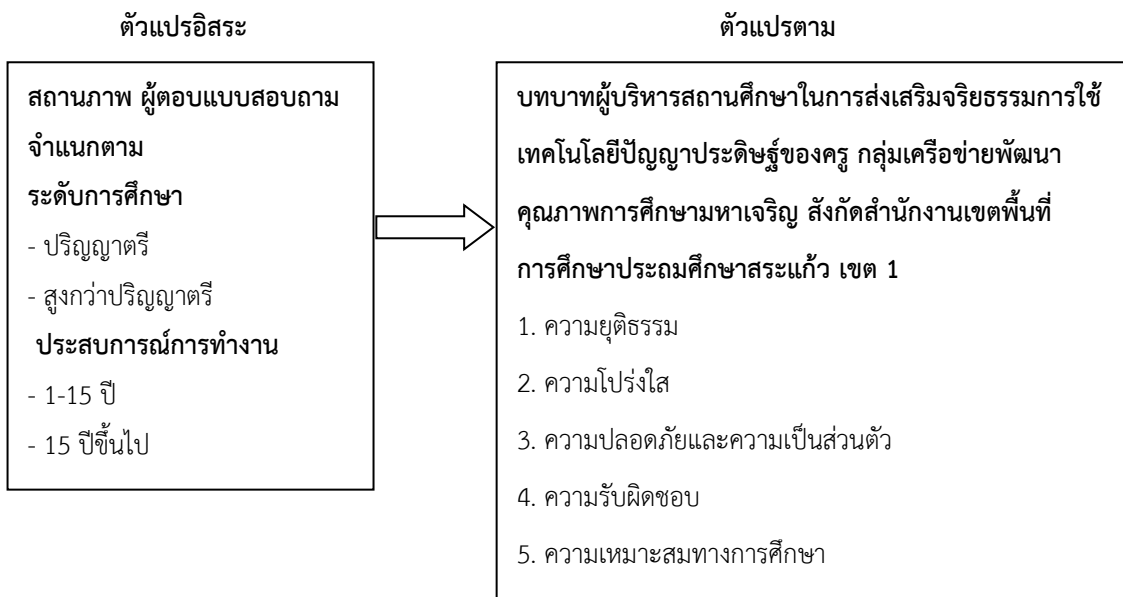 ตัวแปรอิสระ
ตัวแปรตาม
สถานภาพ ผู้ตอบแบบสอบถาม
จำแนกตาม
ระดับการศึกษา
- ปริญญาตรี
- สูงกว่าปริญญาตรี
ประสบการณ์การทำงาน
- 1-15 ปี
- 15 ปีขึ้นไป
บทบาทผู้บริหารสถานศึกษาในการส่งเสริมจริยธรรมการใช้
เทคโนโลยีปัญญาประดิษฐ์ของครู กลุ่มเครือข่ายพัฒนา
คุณภาพการศึกษามหาเจริญ สังกัดสำนักงานเขตพื้นที่
การศึกษาประถมศึกษาสระแก้ว เขต 1
1. ความยุติธรรม
2. ความโปร่งใส
3. ความปลอดภัยและความเป็นส่วนตัว
4. ความรับผิดชอบ
5. ความเหมาะสมทางการศึกษา